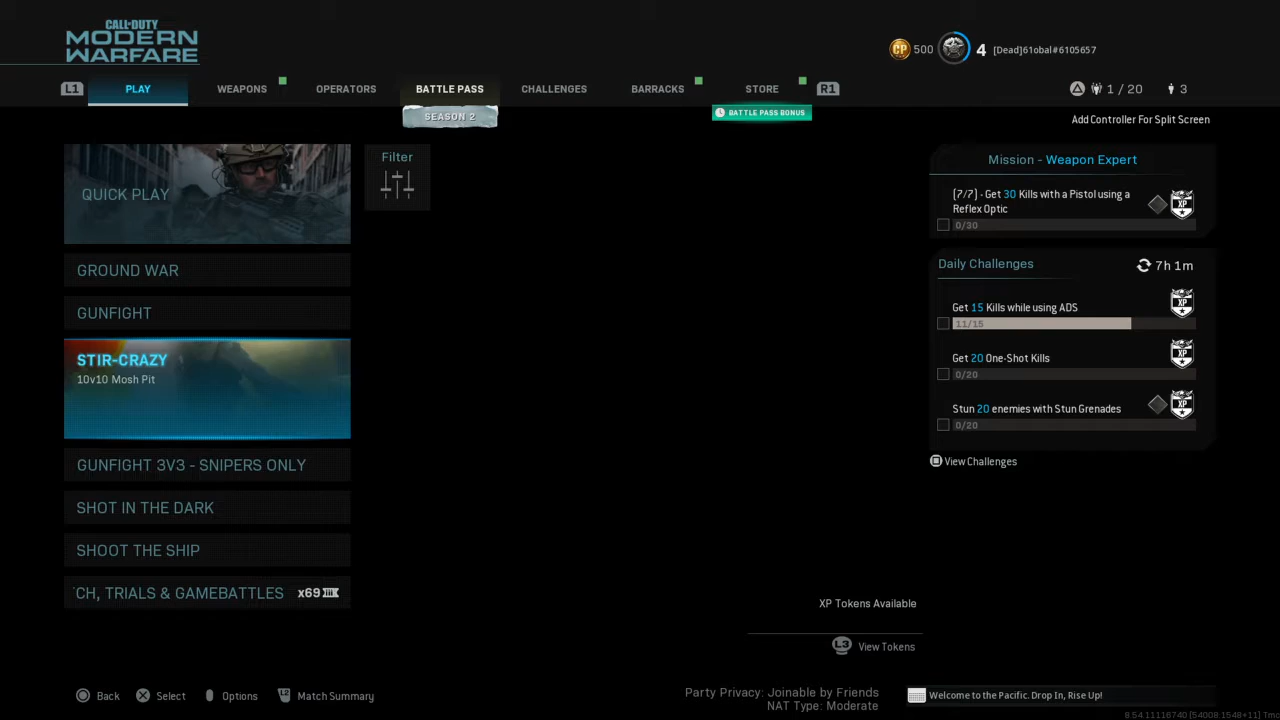 CALL OF DUTY
MODERN
WARFARE
CP 500 4 [Dead]61obal#6105657
L1 PLAY WEAPONS OPERATORS BATTLE PASS CHALLENGES BARRACKS STORE R1 1 / 20 3
SEASON 2
BATTLE PASS BONUS
Add Controller For Split Screen
QUICK PLAY
GROUND WAR
GUNFIGHT
STIR-CRAZY
10v10 Mosh Pit
GUNFIGHT 3V3 - SNIPERS ONLY
SHOT IN THE DARK
SHOOT THE SHIP
CH, TRIALS & GAMEBATTLES x69
Filter
Mission - Weapon Expert
[7/7] - Get 30 Kills with a Pistol using a
Reflex Optic
XP
0/30
Daily Challenges 7h 1m
Get 15 Kills while using ADS
XP
11/15
Get 20 One-Shot Kills
XP
0/20
Stun 20 enemies with Stun Grenades
XP
0/20
View Challenges
XP Tokens Available
L3 View Tokens
Back Select Options L2 Match Summary
Party Privacy: Joinable by Friends
NAT Type: Moderate
Welcome to the Pacific. Drop In, Rise Up!